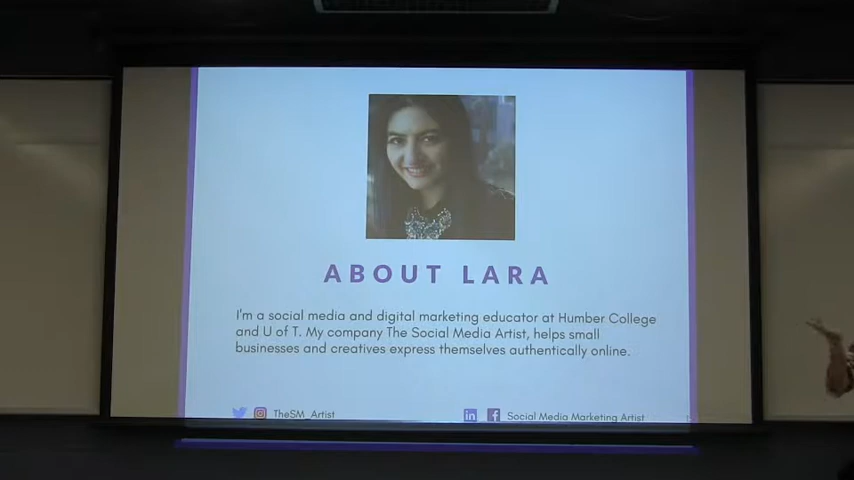 ABOUT LARA
I'm a social media and digital marketing educator at Humber College
and U of T. My company The Social Media Artist, helps small
businesses and creatives express themselves authentically online.
TheSM_Artist
in f Social Media Marketing Artist